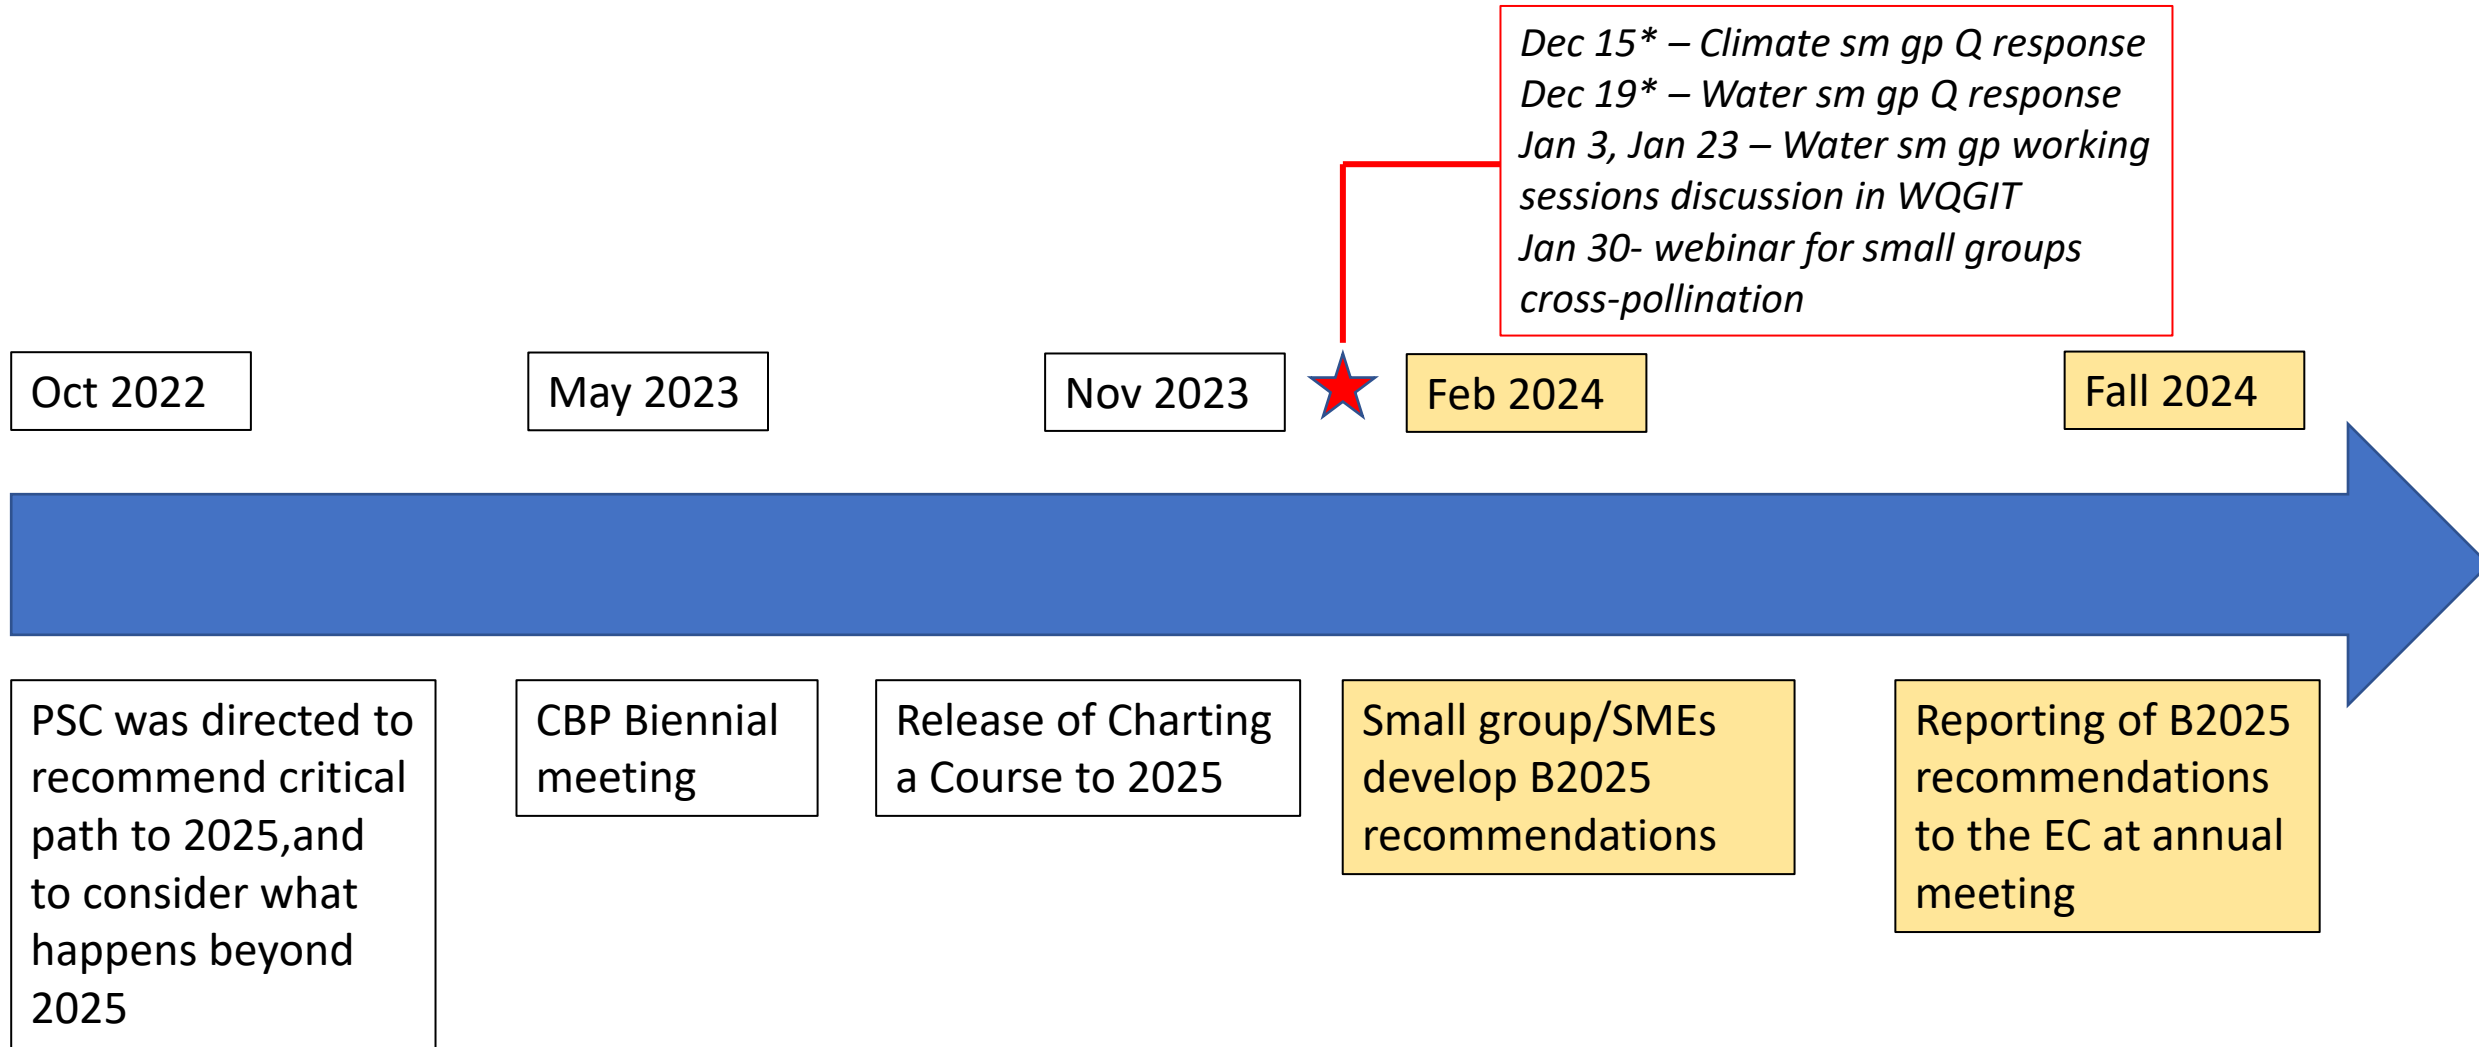 Dec 15* – Climate sm gp Q response
Dec 19* – Water sm gp Q response
Jan 3, Jan 23 – Water sm gp working
sessions discussion in WQGIT
Jan 30- webinar for small groups
cross-pollination
Oct 2022
May 2023
Nov 2023
Feb 2024
Fall 2024
PSC was directed to
recommend critical
path to 2025,and
to consider what
happens beyond
2025
CBP Biennial
meeting
Release of Charting
a Course to 2025
Small group/SMEs
develop B2025
recommendations
Reporting of B2025
recommendations
to the EC at annual
meeting